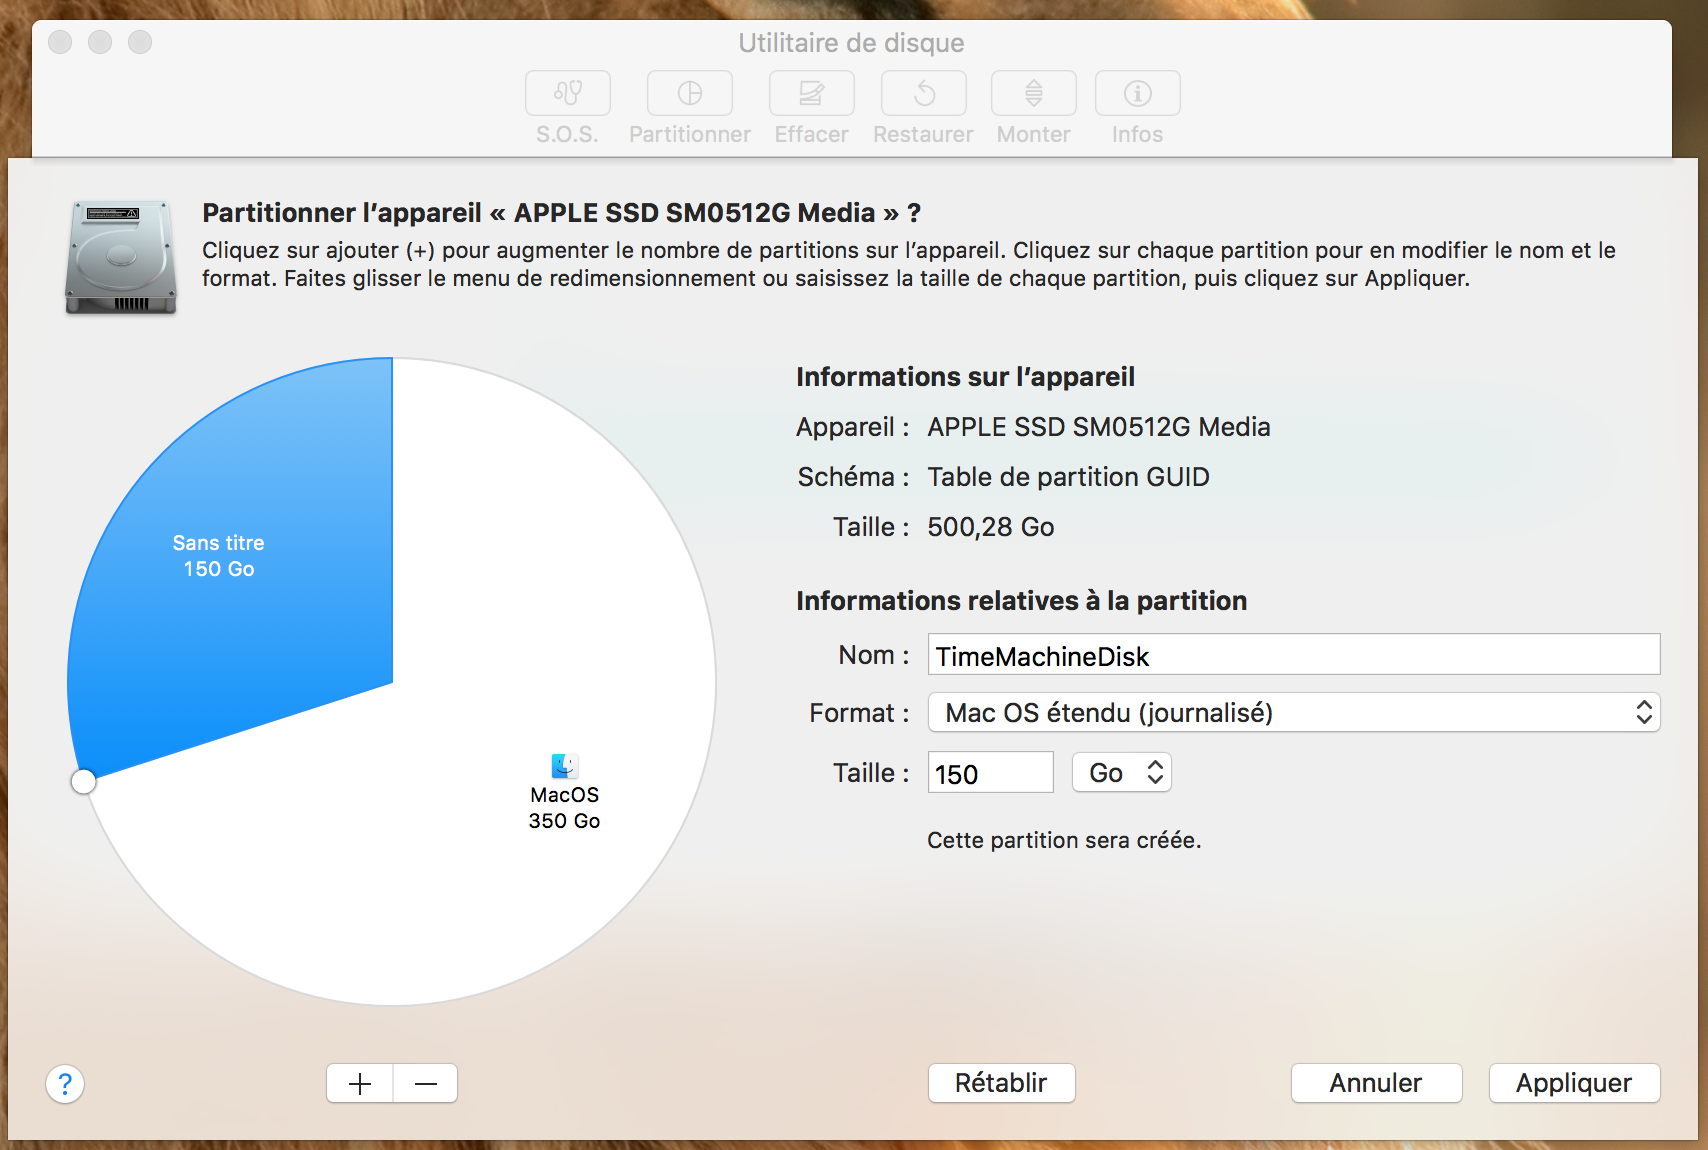 Utilitaire de disque
S.O.S. Partitionner Effacer Restaurer Monter Infos
Partitionner l’appareil « APPLE SSD SM0512G Media » ?
Cliquez sur ajouter (+) pour augmenter le nombre de partitions sur l’appareil. Cliquez sur chaque partition pour en modifier le nom et le
format. Faites glisser le menu de redimensionnement ou saisissez la taille de chaque partition, puis cliquez sur Appliquer.
Sans titre
150 Go
MacOS
350 Go
Informations sur l’appareil
Appareil : APPLE SSD SM0512G Media
Schéma : Table de partition GUID
Taille : 500,28 Go
Informations relatives à la partition
Nom : TimeMachineDisk
Format : Mac OS étendu (journalisé)
Taille : 150 Go
Cette partition sera créée.
? + − Rétablir Annuler Appliquer